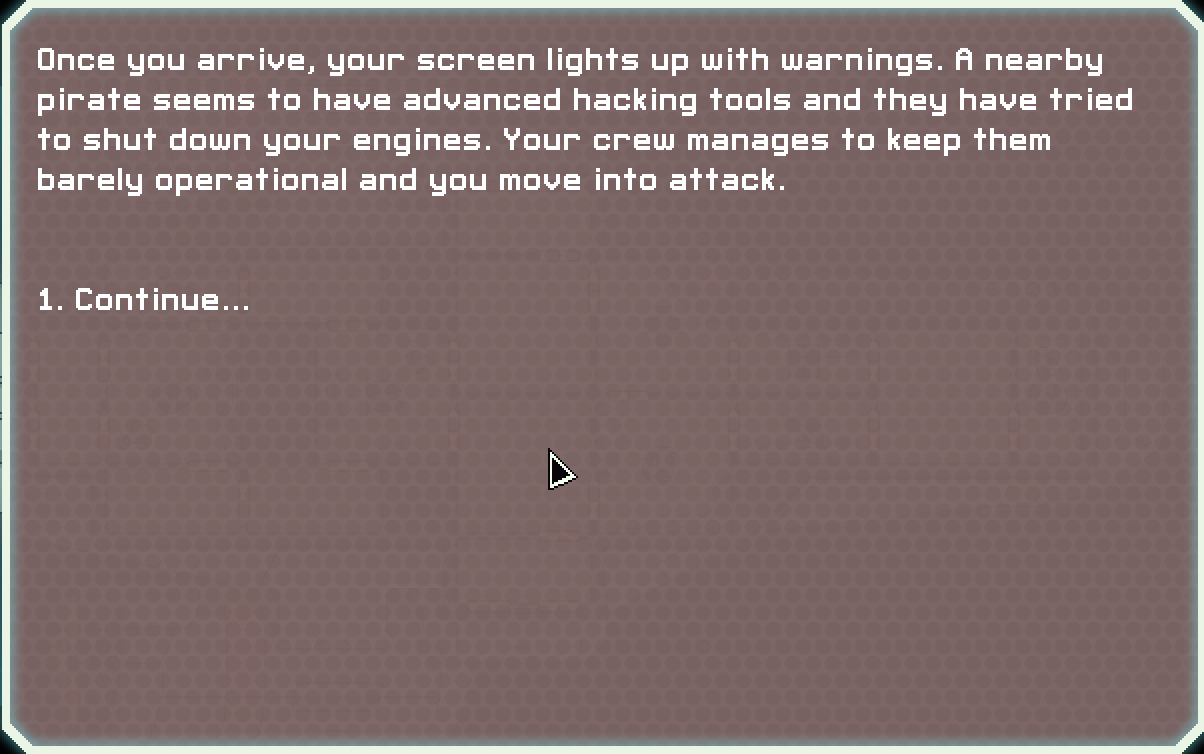 Once you arrive, your screen lights up with warnings. A nearby
pirate seems to have advanced hacking tools and they have tried
to shut down your engines. Your crew manages to keep them
barely operational and you move into attack.
1. Continue...